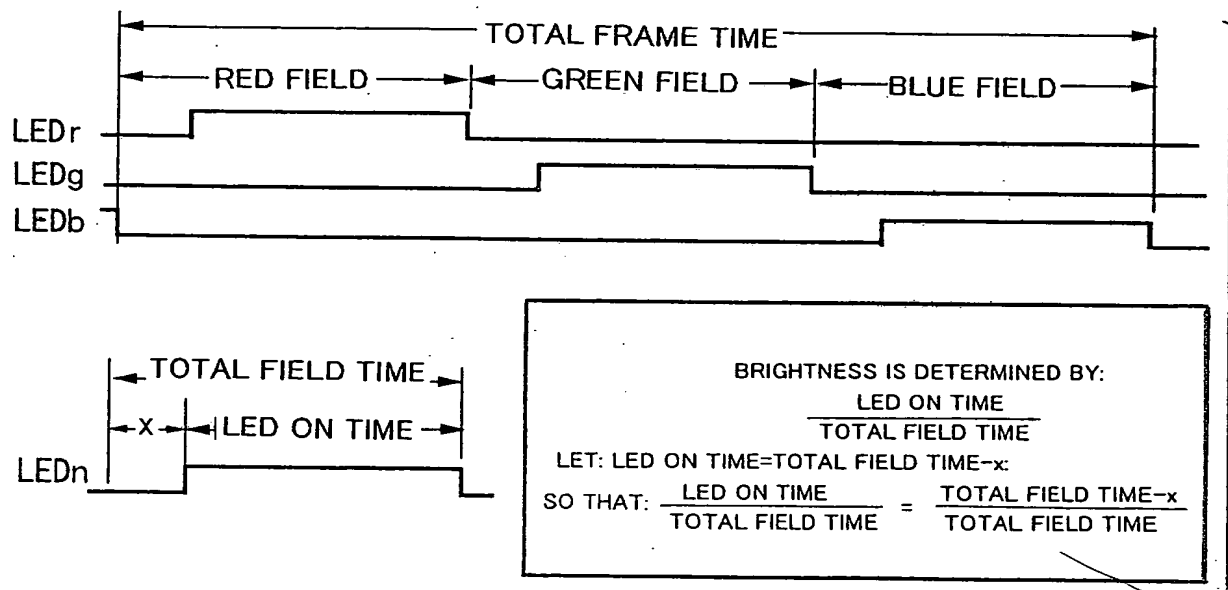 TOTAL FRAME TIME
RED FIELD GREEN FIELD BLUE FIELD
LEDr
LEDg
LEDb
TOTAL FIELD TIME
x LED ON TIME
LEDn
BRIGHTNESS IS DETERMINED BY:
LED ON TIME
TOTAL FIELD TIME
LET: LED ON TIME=TOTAL FIELD TIME-x:
SO THAT: LED ON TIME = TOTAL FIELD TIME-x
TOTAL FIELD TIME TOTAL FIELD TIME